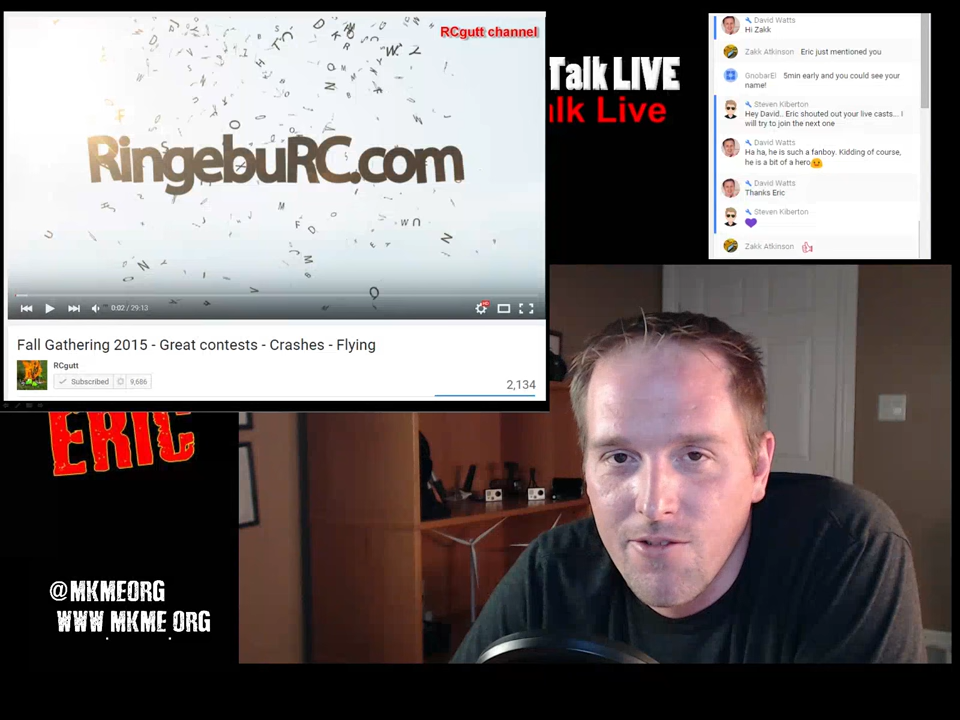 RCgutt channel
RingebuRC.com
0:02 / 29:13
Fall Gathering 2015 - Great contests - Crashes - Flying
RCgutt
Subscribed
9,686
2,134
Talk LIVE
alk Live
David Watts
Hi Zakk
Zakk Atkinson Eric just mentioned you
GnobarEl 5min early and you could see your
name!
Steven Kiberton
Hey David.. Eric shouted out your live casts... I
will try to join the next one
David Watts
Ha ha, he is such a fanboy. Kidding of course,
he is a bit of a hero
David Watts
Thanks Eric
Steven Kiberton
Zakk Atkinson
ERIC
@MKMEORG
WWW MKME ORG